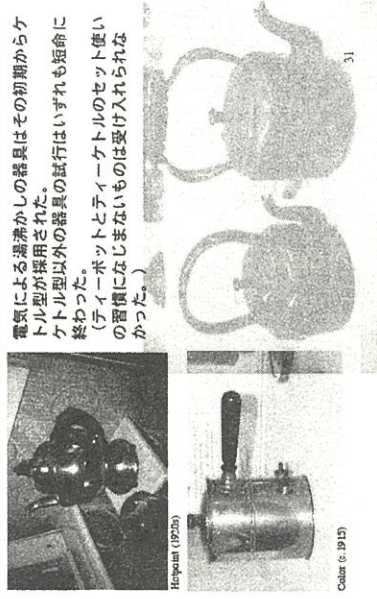 電気による湯沸かしの器具はその初期からケ
トル型が採用された。
ケトル型以外の器具の試行はいずれも短命に
終わった。
(ティーポットとティーケトルのセット使い
の習慣になじまないものは受け入れられな
かった。)
Hotpoint (1920s)
Calor (c. 1915)
31